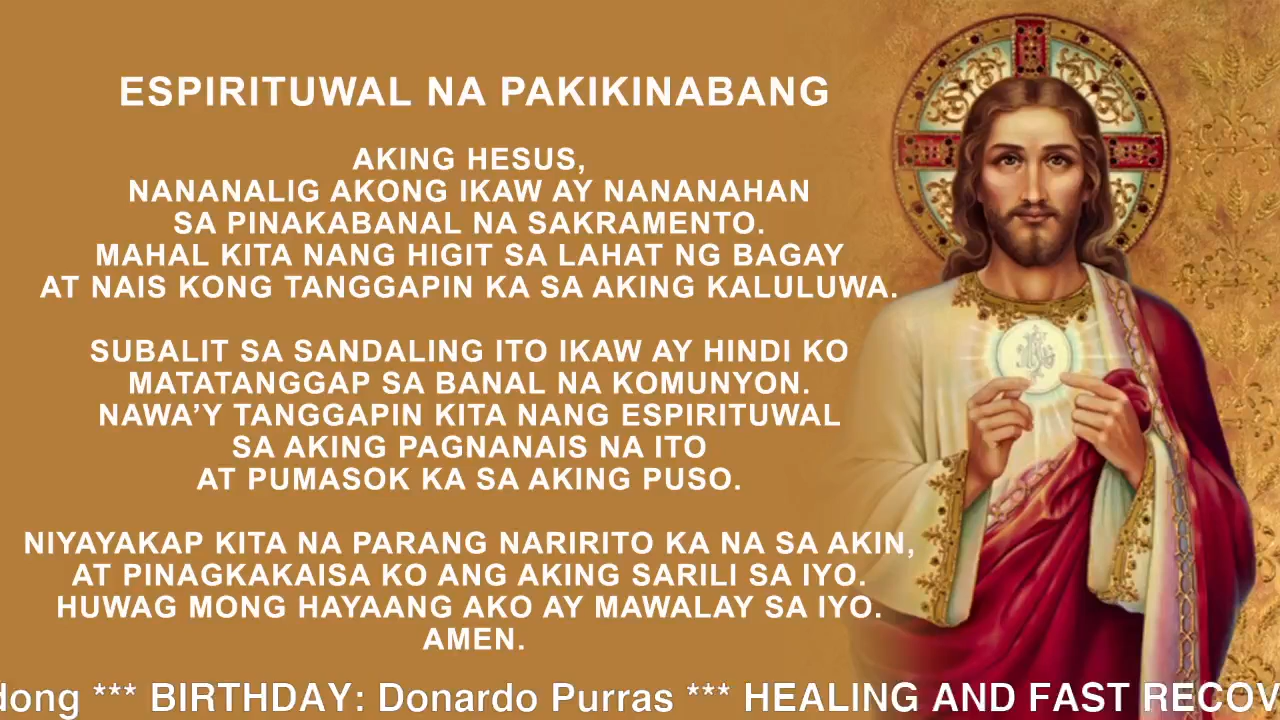 ESPIRITUWAL NA PAKIKINABANG
AKING HESUS,
NANANALIG AKONG IKAW AY NANANAHAN
SA PINAKABANAL NA SAKRAMENTO.
MAHAL KITA NANG HIGIT SA LAHAT NG BAGAY
AT NAIS KONG TANGGAPIN KA SA AKING KALULUWA.
SUBALIT SA SANDALING ITO IKAW AY HINDI KO
MATATANGGAP SA BANAL NA KOMUNYON.
NAWA’Y TANGGAPIN KITA NANG ESPIRITUWAL
SA AKING PAGNANAIS NA ITO
AT PUMASOK KA SA AKING PUSO.
NIYAYAKAP KITA NA PARANG NARIRITO KA NA SA AKIN,
AT PINAGKAKAISA KO ANG AKING SARILI SA IYO.
HUWAG MONG HAYAANG AKO AY MAWALAY SA IYO.
AMEN.
dong *** BIRTHDAY: Donardo Purras *** HEALING AND FAST RECOV